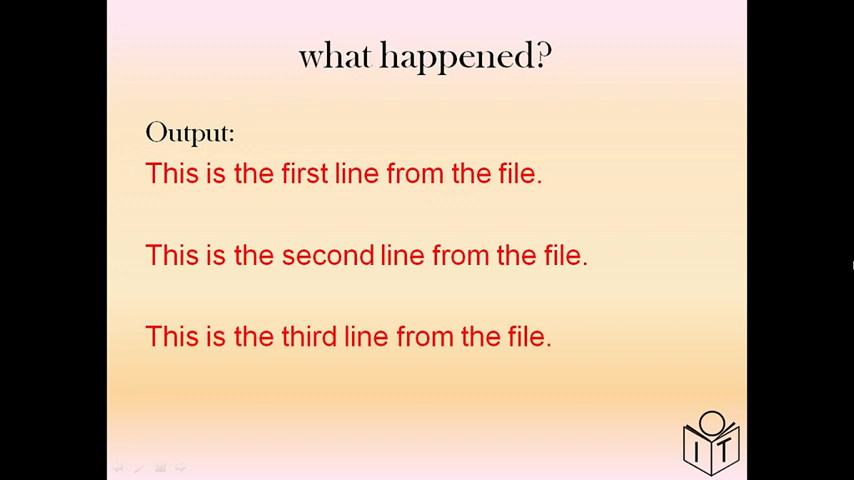 what happened?
Output:
This is the first line from the file.
This is the second line from the file.
This is the third line from the file.
IT